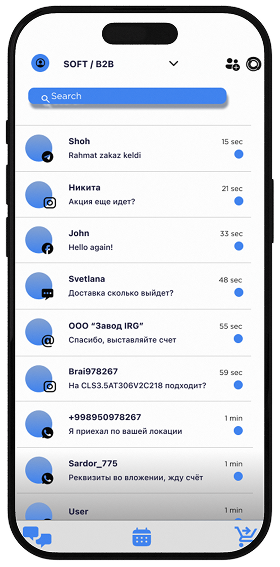 SOFT / B2B
Search
Shoh
15 sec
Rahmat zakaz keldi
Никита
21 sec
Акция еще идет?
John
33 sec
Hello again!
Svetlana
48 sec
Доставка сколько выйдет?
ООО “Завод IRG”
55 sec
Спасибо, выставляйте счет
Brai978267
59 sec
На CLS3.5AT306V2C218 подходит?
+998950978267
1 min
Я приехал по вашей локации
Sardor_775
1 min
Реквизиты во вложении, жду счёт
User
1 min